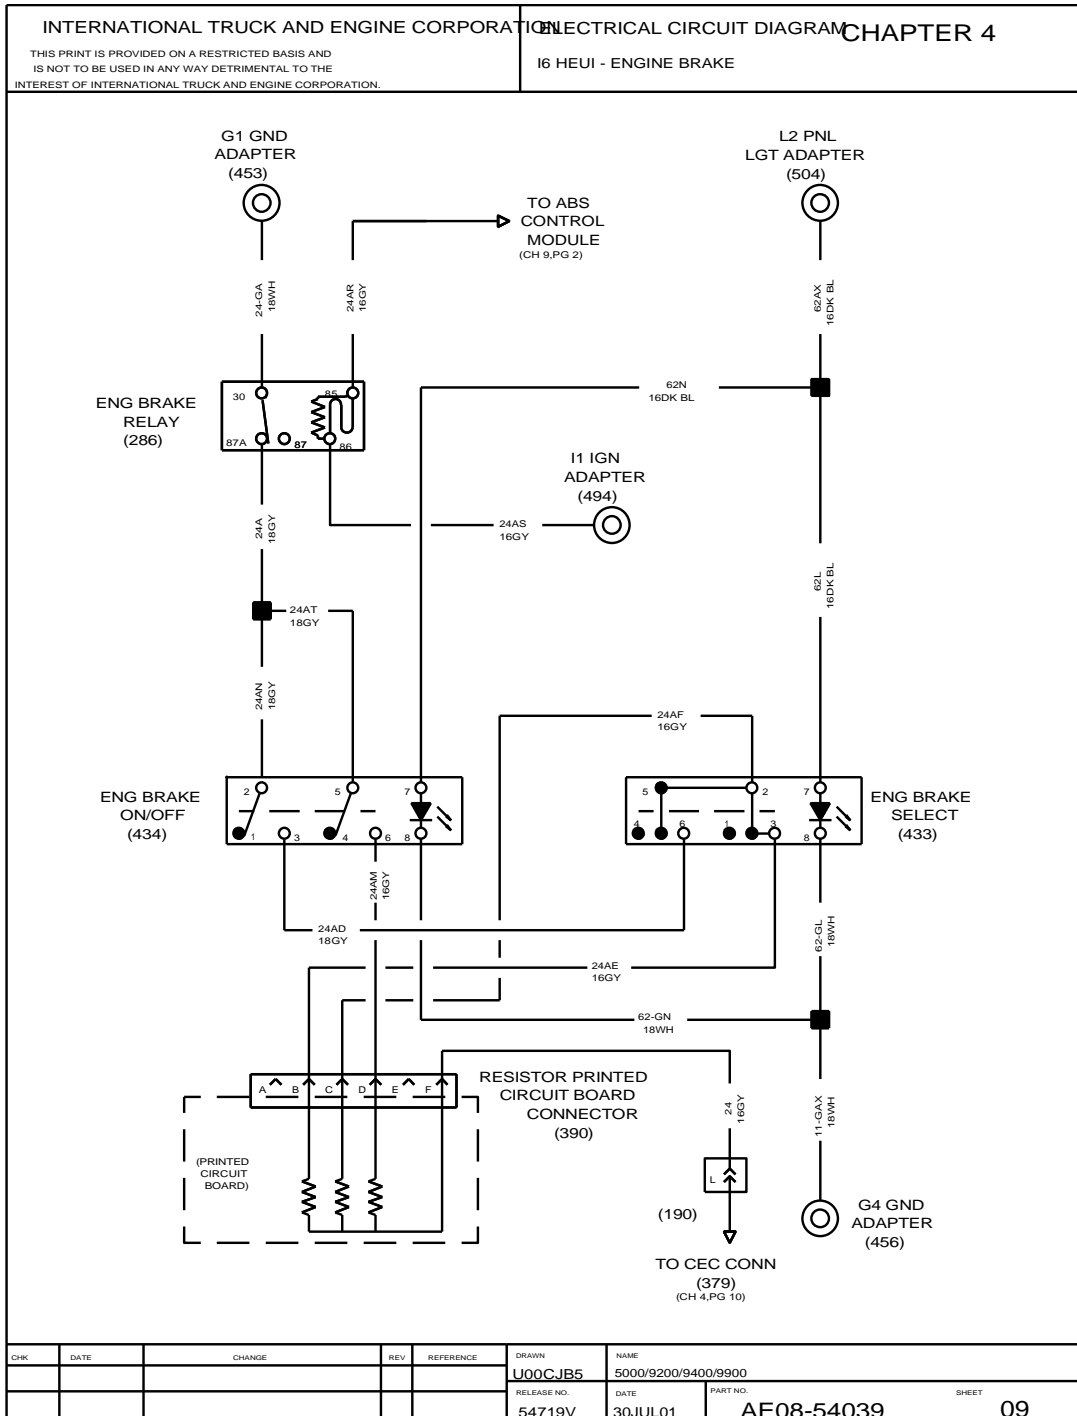 INTERNATIONAL TRUCK AND ENGINE CORPORATION
THIS PRINT IS PROVIDED ON A RESTRICTED BASIS AND
IS NOT TO BE USED IN ANY WAY DETRIMENTAL TO THE
INTEREST OF INTERNATIONAL TRUCK AND ENGINE CORPORATION.
ELECTRICAL CIRCUIT DIAGRAM
I6 HEUI - ENGINE BRAKE
CHAPTER 4
G1 GND
ADAPTER
(453)
L2 PNL
LGT ADAPTER
(504)
TO ABS
CONTROL
MODULE
(CH 9,PG 2)
24-GA
18WH
24AR
16GY
62AX
16DK BL
ENG BRAKE
RELAY
(286)
30
85
87A
87
86
62N
16DK BL
I1 IGN
ADAPTER
(494)
24A
18GY
24AS
16GY
62L
16DK BL
24AT
18GY
24AN
18GY
24AF
16GY
ENG BRAKE
ON/OFF
(434)
2
5
7
1
3
4
6
8
5
2
7
4
6
1
3
8
ENG BRAKE
SELECT
(433)
24AM
16GY
24AD
18GY
62-GL
18WH
24AE
16GY
62-GN
18WH
A
B
C
D
E
F
RESISTOR PRINTED
CIRCUIT BOARD
CONNECTOR
(390)
24
16GY
11-GAX
18WH
(PRINTED
CIRCUIT
BOARD)
L
(190)
G4 GND
ADAPTER
(456)
TO CEC CONN
(379)
(CH 4,PG 10)
CHK
DATE
CHANGE
REV
REFERENCE
DRAWN
U00CJB5
NAME
5000/9200/9400/9900
RELEASE NO.
54719V
DATE
30JUL01
PART NO.
AE08-54039
SHEET
09